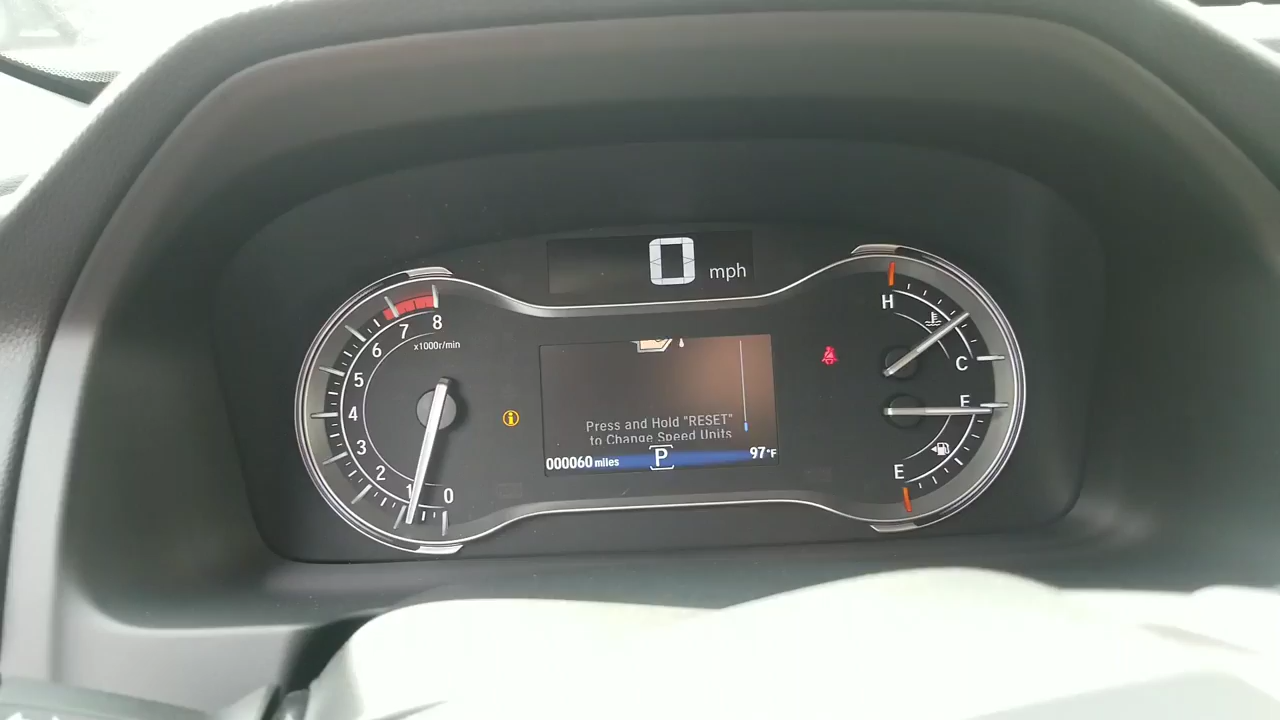 0 mph
8
7
6
5
4
3
2
1
0
x1000r/min
i
Press and Hold "RESET"
to Change Speed Units
000060 miles P 97°F
H
C
F
E